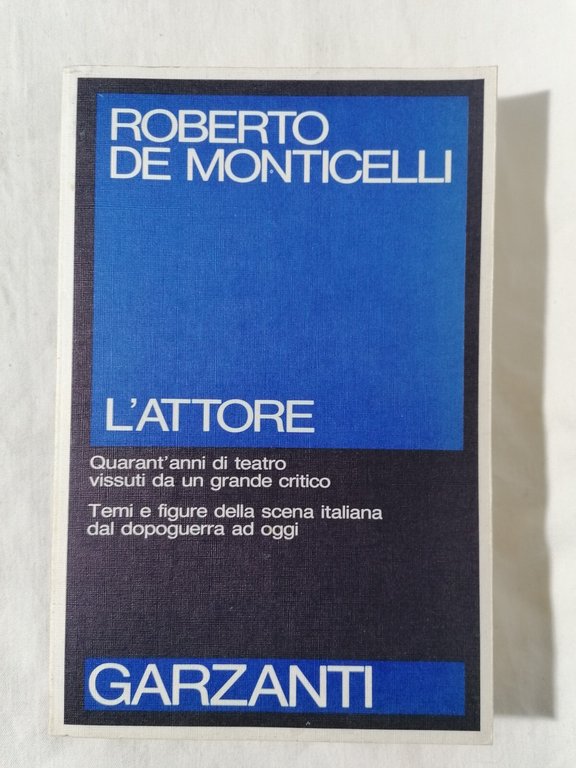 ROBERTO
DE MONTICELLI
L'ATTORE
Quarant'anni di teatro
vissuti da un grande critico
Temi e figure della scena italiana
dal dopoguerra ad oggi
GARZANTI